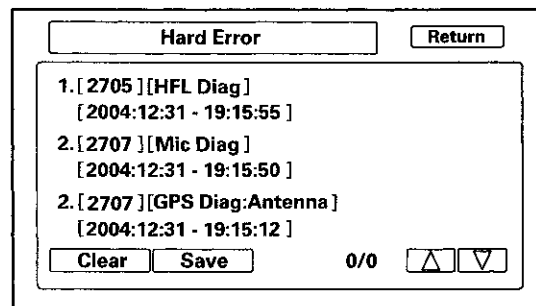 Hard Error
Return
1.[ 2705 ][HFL Diag]
[2004:12:31 - 19:15:55 ]
2.[2707 ][Mic Diag]
[2004:12:31 - 19:15:50 ]
2.[2707][GPS Diag:Antenna]
[2004:12:31 - 19:15:12 ]
Clear Save 0/0